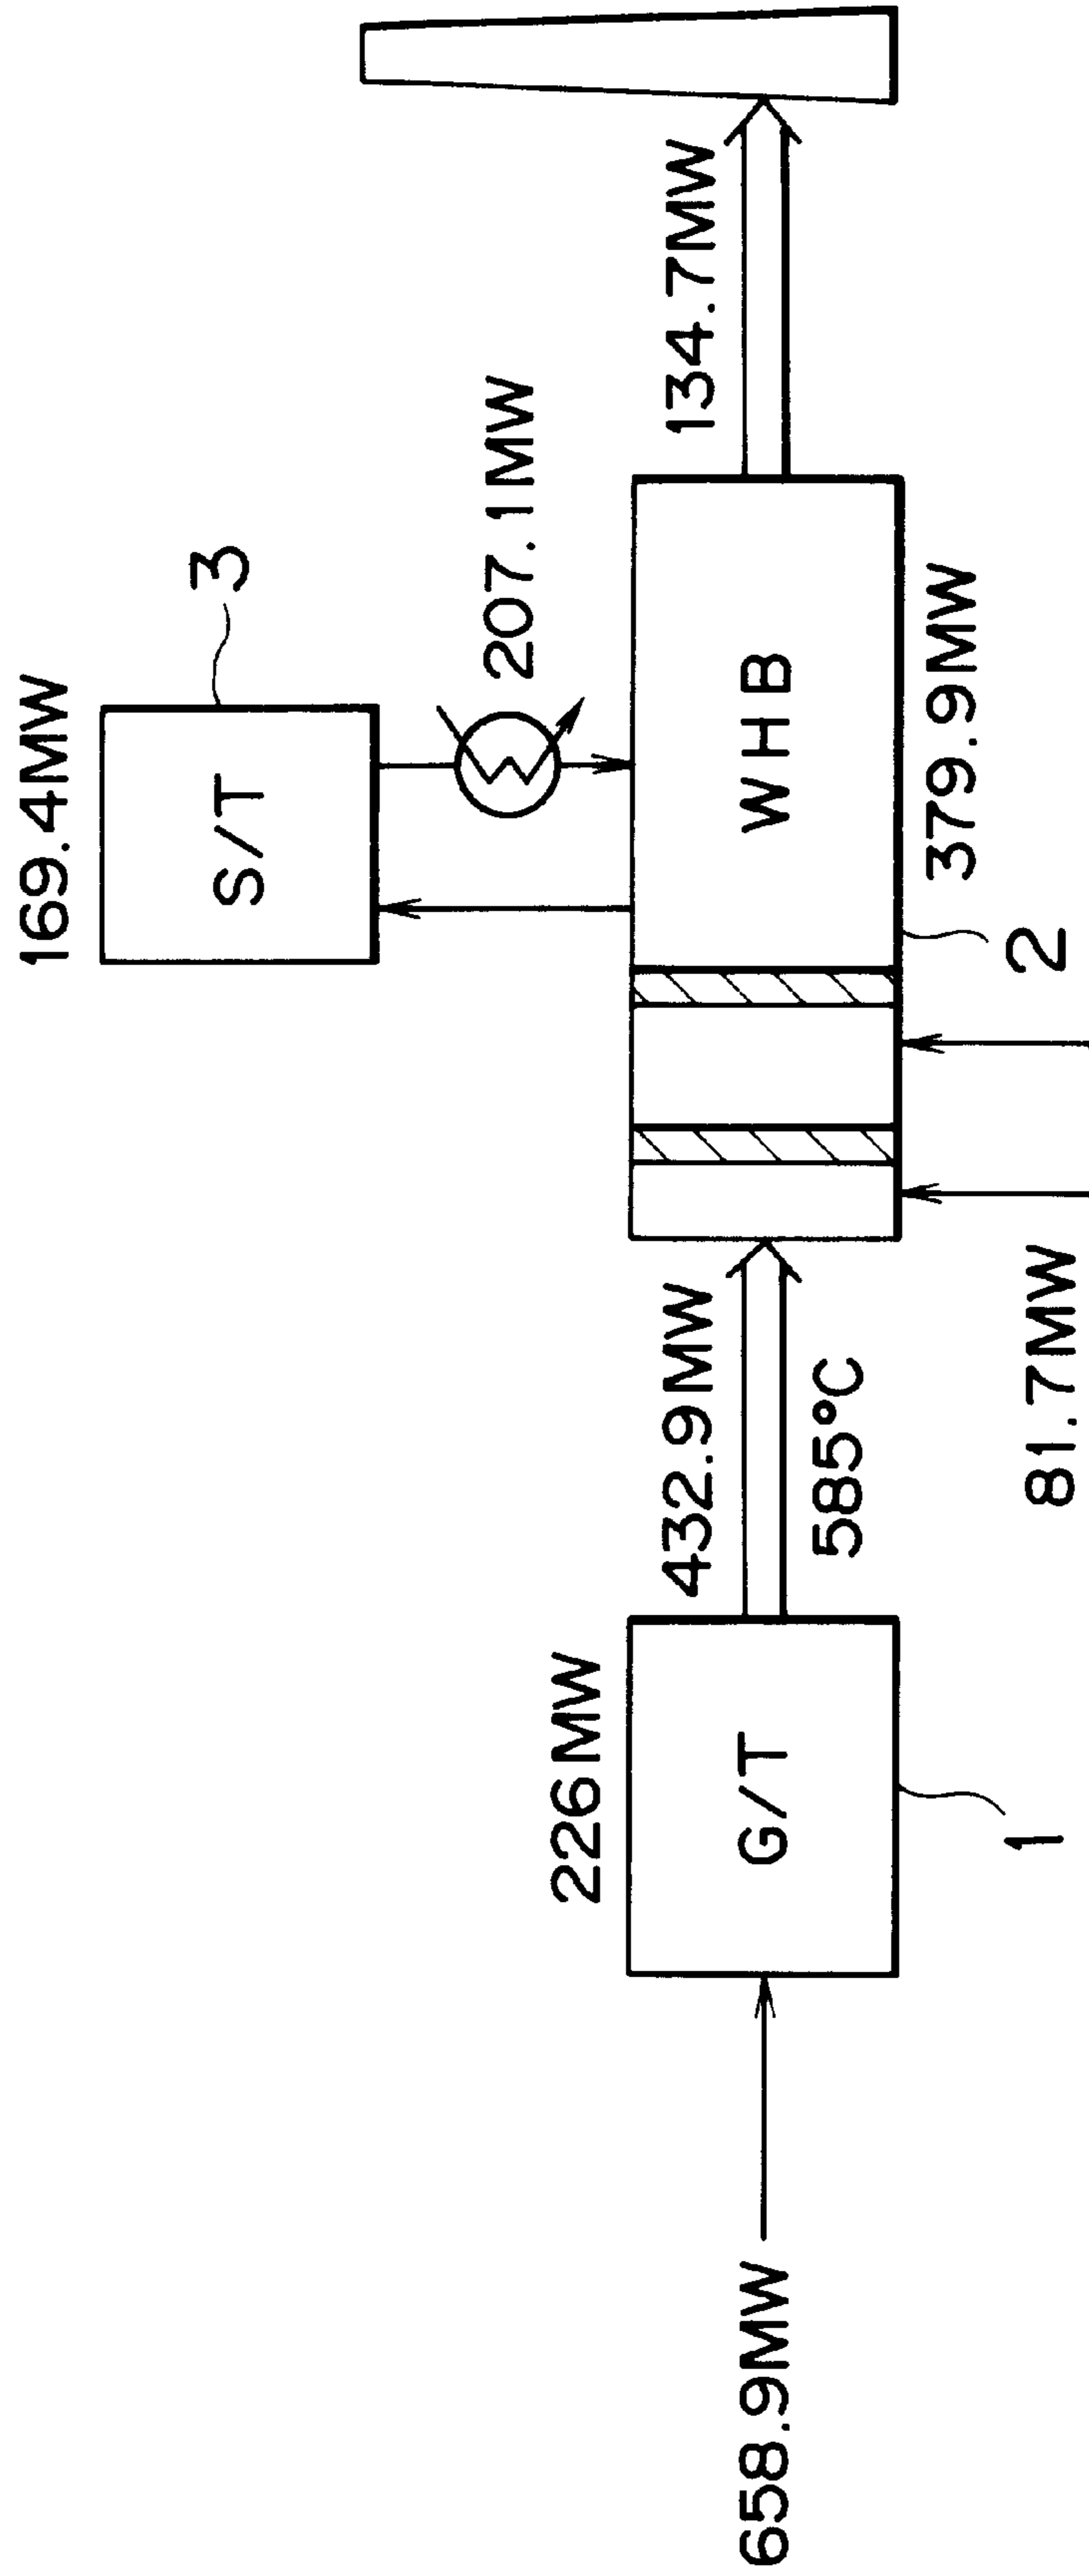 169.4MW
S/T
3
207.1MW
226MW
432.9MW
134.7MW
658.9MW
G/T
WHB
585°C
379.9MW
1
81.7MW
2